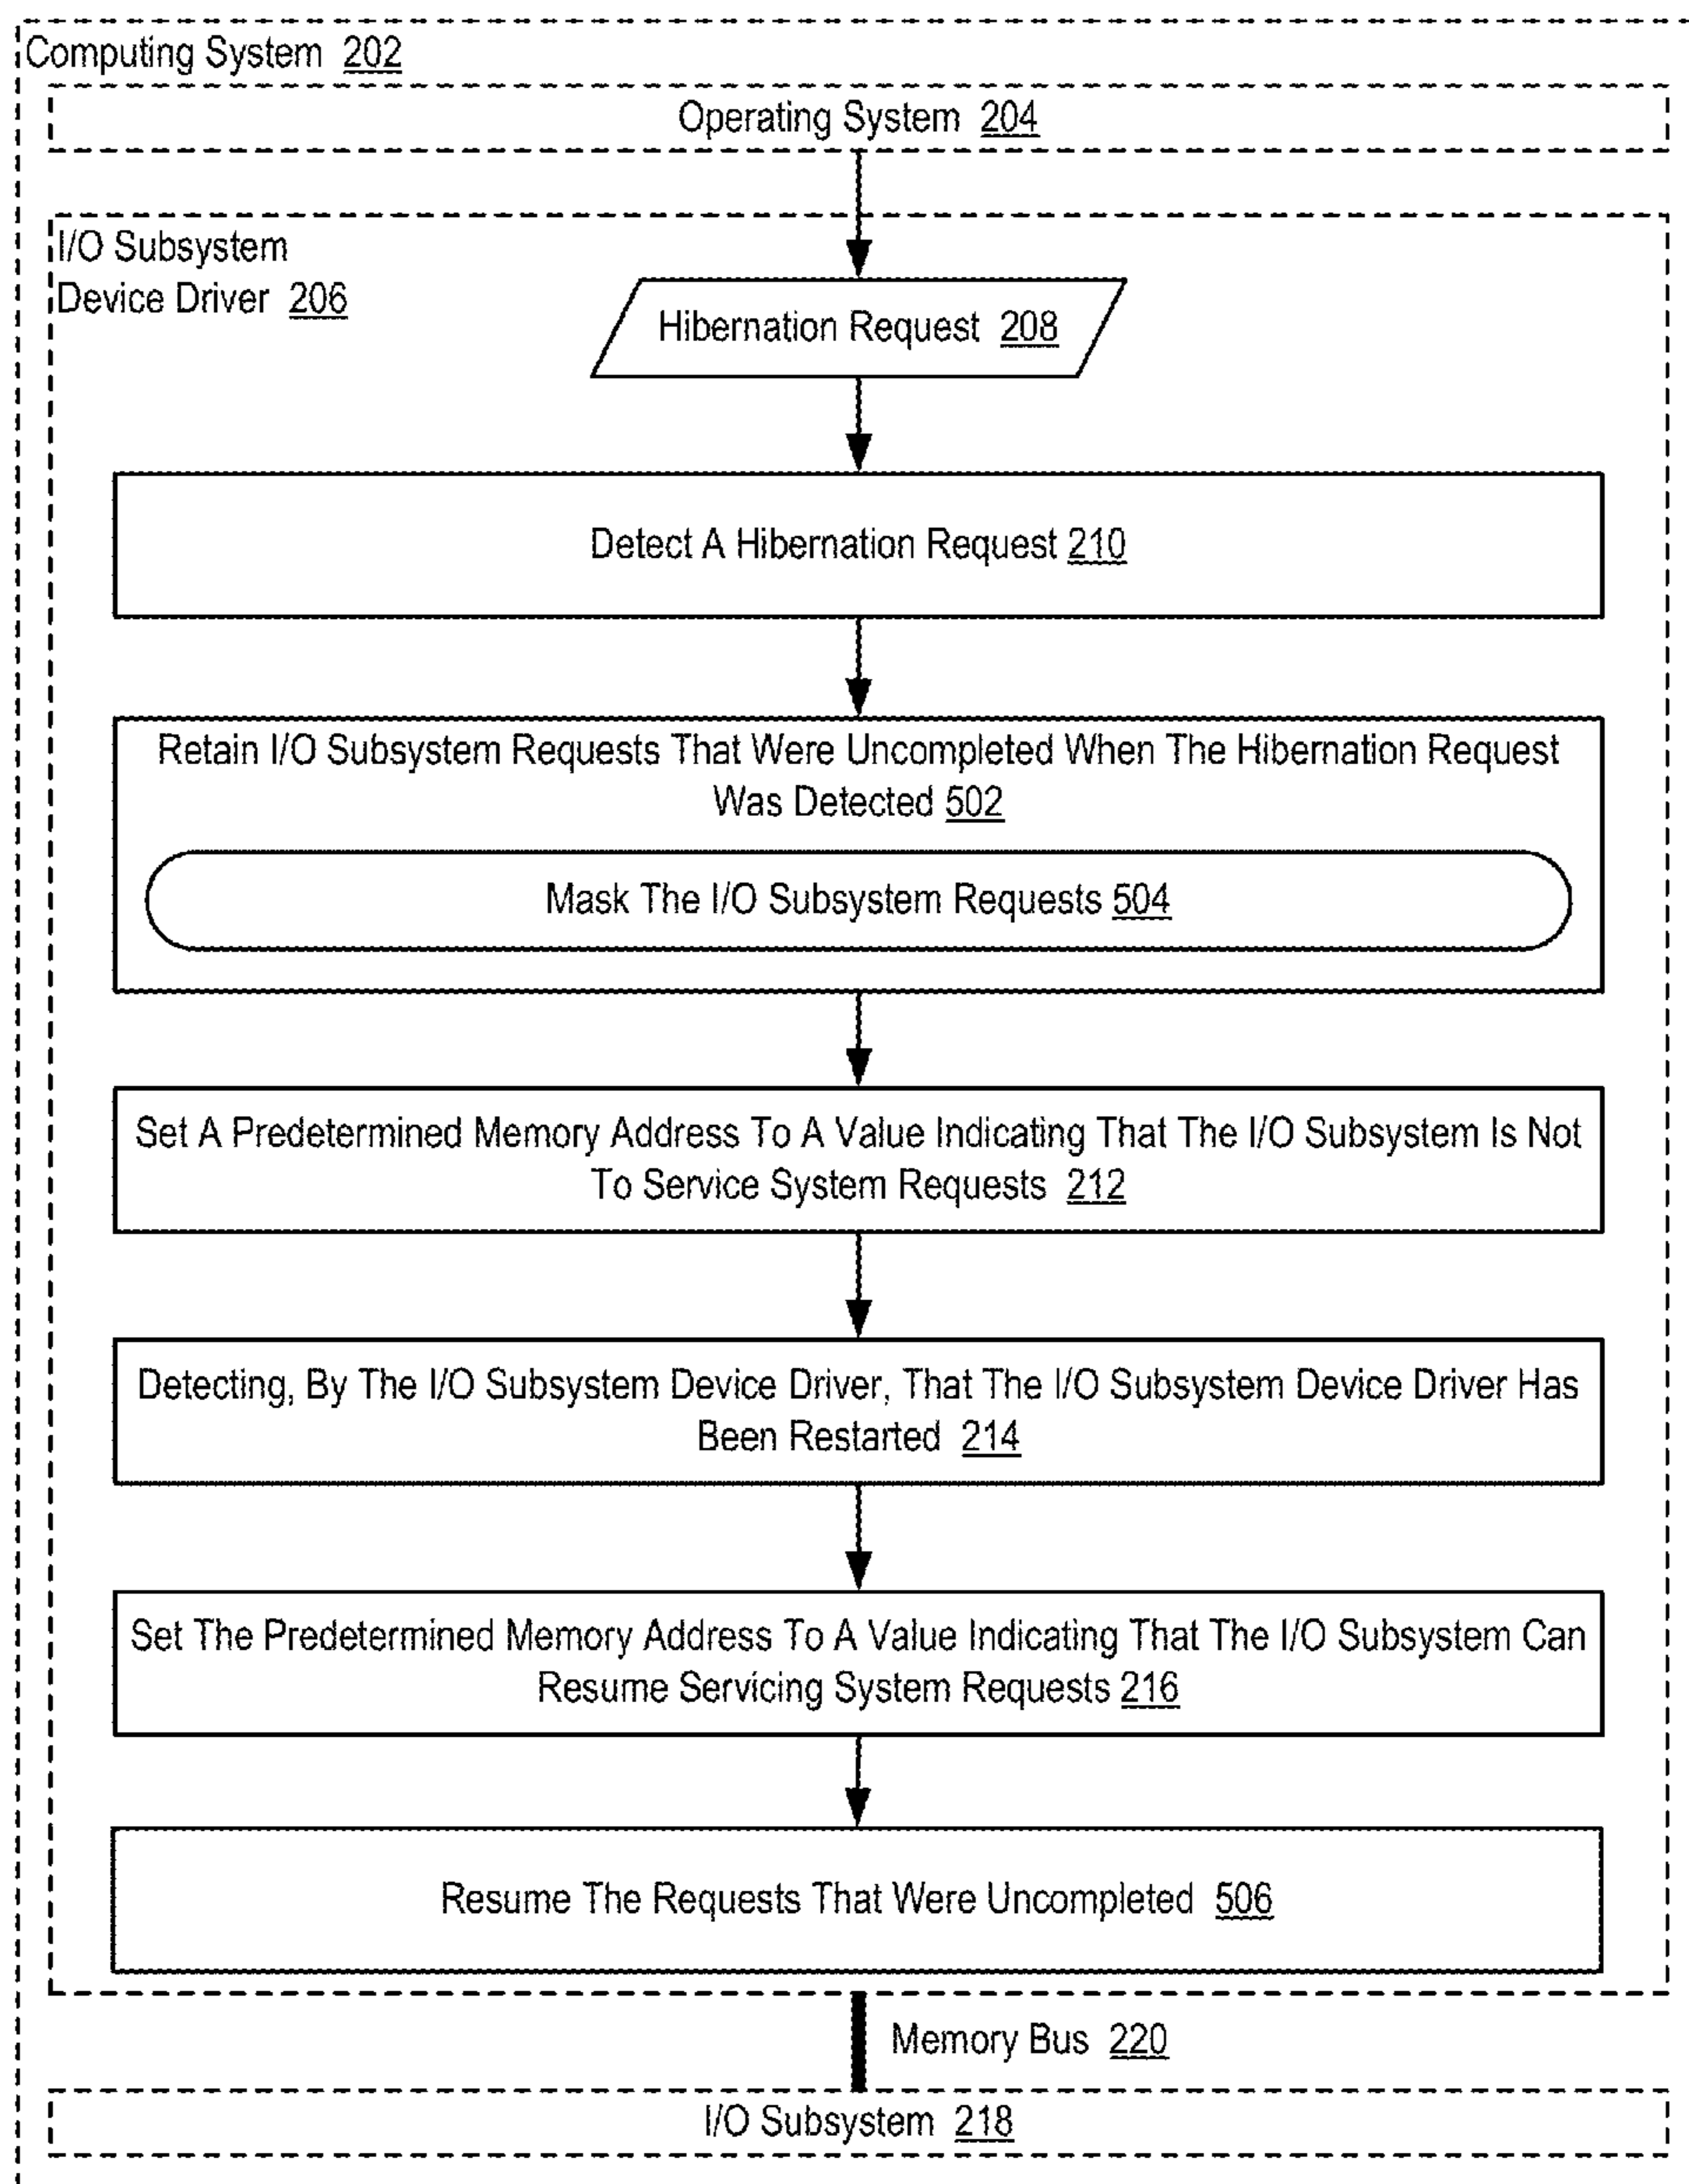 Computing System 202
Operating System 204
I/O Subsystem
Device Driver 206
Hibernation Request 208
Detect A Hibernation Request 210
Retain I/O Subsystem Requests That Were Uncompleted When The Hibernation Request
Was Detected 502
Mask The I/O Subsystem Requests 504
Set A Predetermined Memory Address To A Value Indicating That The I/O Subsystem Is Not
To Service System Requests 212
Detecting, By The I/O Subsystem Device Driver, That The I/O Subsystem Device Driver Has
Been Restarted 214
Set The Predetermined Memory Address To A Value Indicating That The I/O Subsystem Can
Resume Servicing System Requests 216
Resume The Requests That Were Uncompleted 506
Memory Bus 220
I/O Subsystem 218